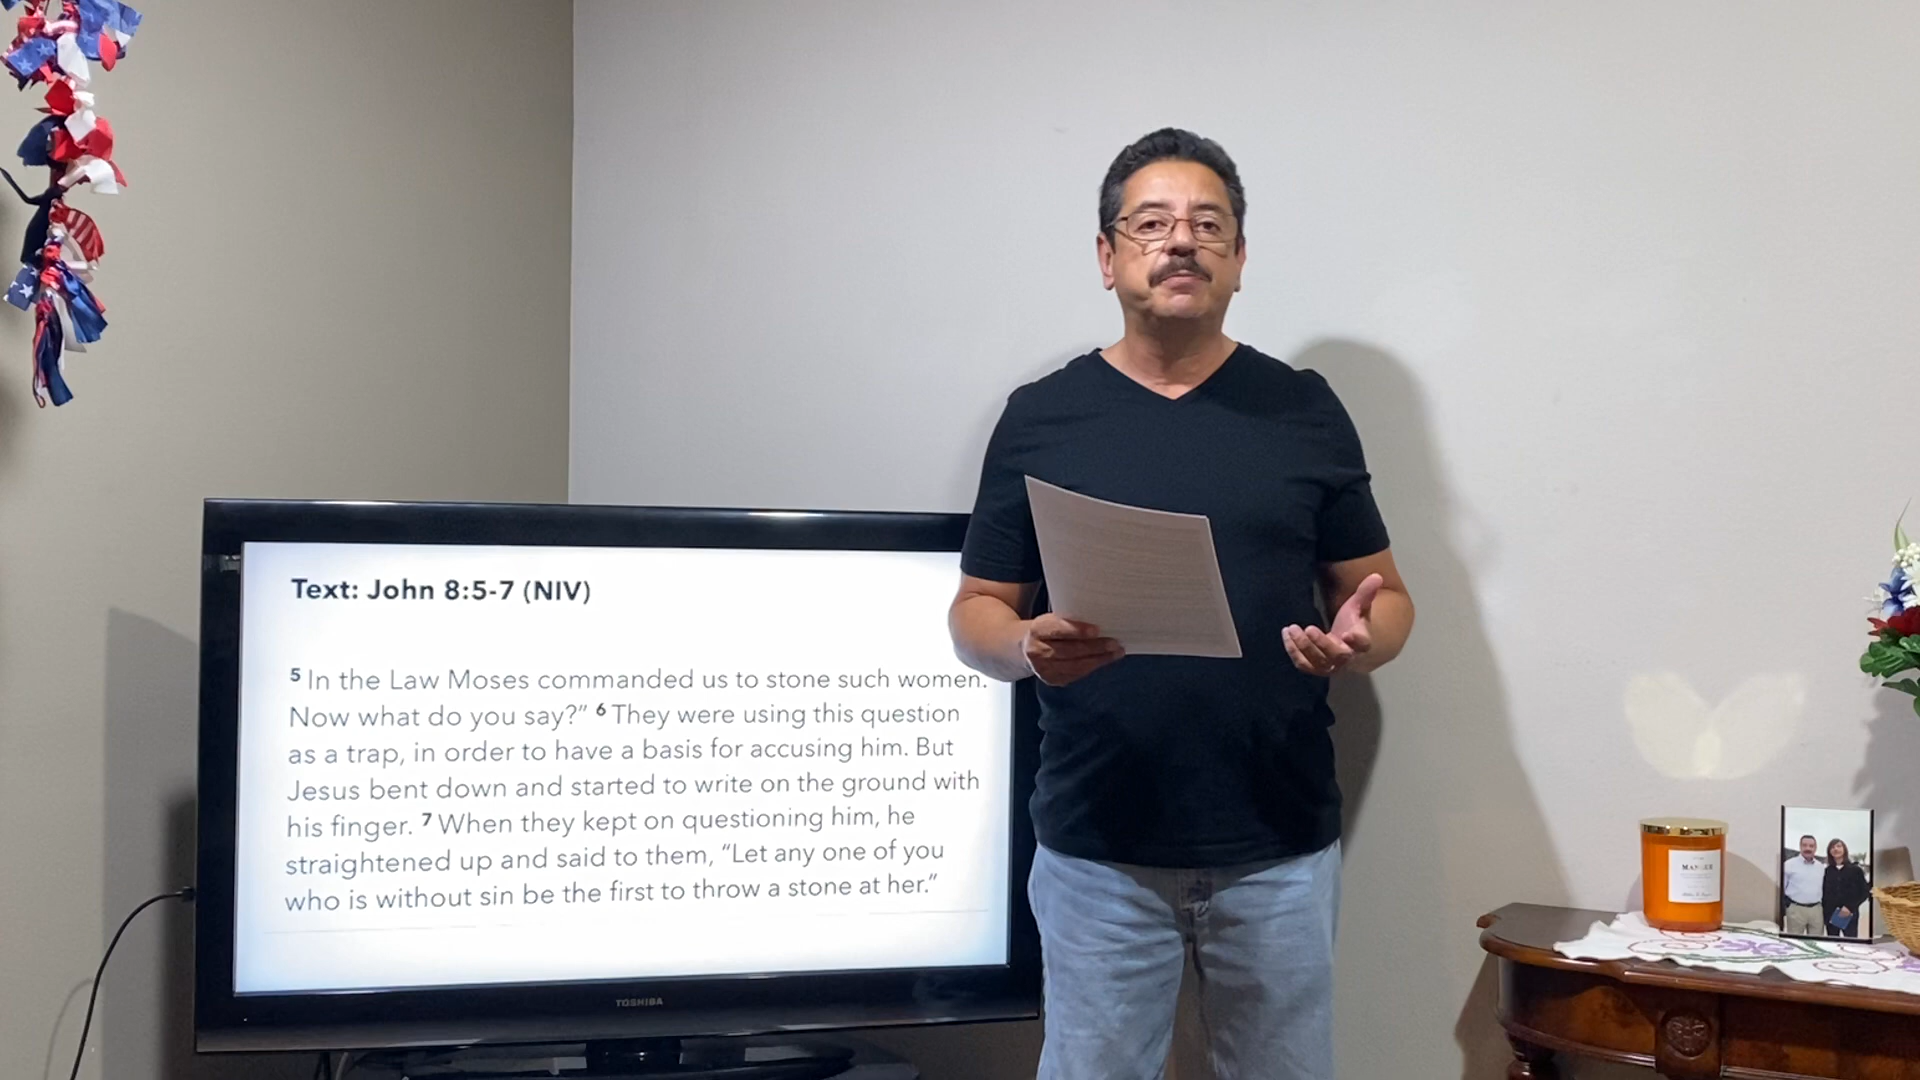 Text: John 8:5-7 (NIV)
5 In the Law Moses commanded us to stone such women.
Now what do you say?” 6 They were using this question
as a trap, in order to have a basis for accusing him. But
Jesus bent down and started to write on the ground with
his finger. 7 When they kept on questioning him, he
straightened up and said to them, “Let any one of you
who is without sin be the first to throw a stone at her.”
TOSHIBA